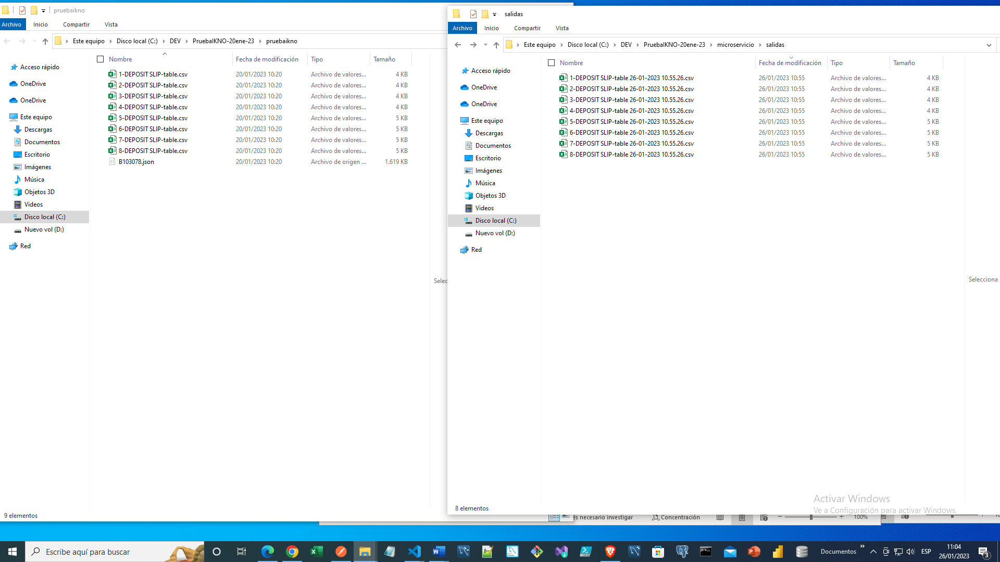 pruebaikno
Archivo Inicio Compartir Vista
Este equipo Disco local (C:) DEV PruebaIKNO-20ene-23 pruebaikno
Nombre Fecha de modificación Tipo Tamaño
Acceso rápido
OneDrive
OneDrive
Este equipo
Descargas
Documentos
Escritorio
Imágenes
Música
Objetos 3D
Videos
Disco local (C:)
Nuevo vol (D:)
Red
1-DEPOSIT SLIP-table.csv 20/01/2023 10:20 Archivo de valores... 4 KB
2-DEPOSIT SLIP-table.csv 20/01/2023 10:20 Archivo de valores... 4 KB
3-DEPOSIT SLIP-table.csv 20/01/2023 10:20 Archivo de valores... 4 KB
4-DEPOSIT SLIP-table.csv 20/01/2023 10:20 Archivo de valores... 4 KB
5-DEPOSIT SLIP-table.csv 20/01/2023 10:20 Archivo de valores... 5 KB
6-DEPOSIT SLIP-table.csv 20/01/2023 10:20 Archivo de valores... 5 KB
7-DEPOSIT SLIP-table.csv 20/01/2023 10:20 Archivo de valores... 5 KB
8-DEPOSIT SLIP-table.csv 20/01/2023 10:20 Archivo de valores... 5 KB
B103078.json 20/01/2023 10:20 Archivo de origen ... 1.619 KB
Selec
9 elementos
salidas
Archivo Inicio Compartir Vista
Este equipo Disco local (C:) DEV PruebaIKNO-20ene-23 microservicio salidas
Nombre Fecha de modificación Tipo Tamaño
Acceso rápido
OneDrive
OneDrive
Este equipo
Descargas
Documentos
Escritorio
Imágenes
Música
Objetos 3D
Videos
Disco local (C:)
Nuevo vol (D:)
Red
1-DEPOSIT SLIP-table 26-01-2023 10.55.26.csv 26/01/2023 10:55 Archivo de valores... 4 KB
2-DEPOSIT SLIP-table 26-01-2023 10.55.26.csv 26/01/2023 10:55 Archivo de valores... 4 KB
3-DEPOSIT SLIP-table 26-01-2023 10.55.26.csv 26/01/2023 10:55 Archivo de valores... 4 KB
4-DEPOSIT SLIP-table 26-01-2023 10.55.26.csv 26/01/2023 10:55 Archivo de valores... 4 KB
5-DEPOSIT SLIP-table 26-01-2023 10.55.26.csv 26/01/2023 10:55 Archivo de valores... 5 KB
6-DEPOSIT SLIP-table 26-01-2023 10.55.26.csv 26/01/2023 10:55 Archivo de valores... 5 KB
7-DEPOSIT SLIP-table 26-01-2023 10.55.26.csv 26/01/2023 10:55 Archivo de valores... 5 KB
8-DEPOSIT SLIP-table 26-01-2023 10.55.26.csv 26/01/2023 10:55 Archivo de valores... 5 KB
Selecciona
8 elementos
Activar Windows
Ve a Configuración para activar Windows.
es necesario investigar Concentración 100%
Escribe aquí para buscar
Documentos ESP
11:04
26/01/2023
3